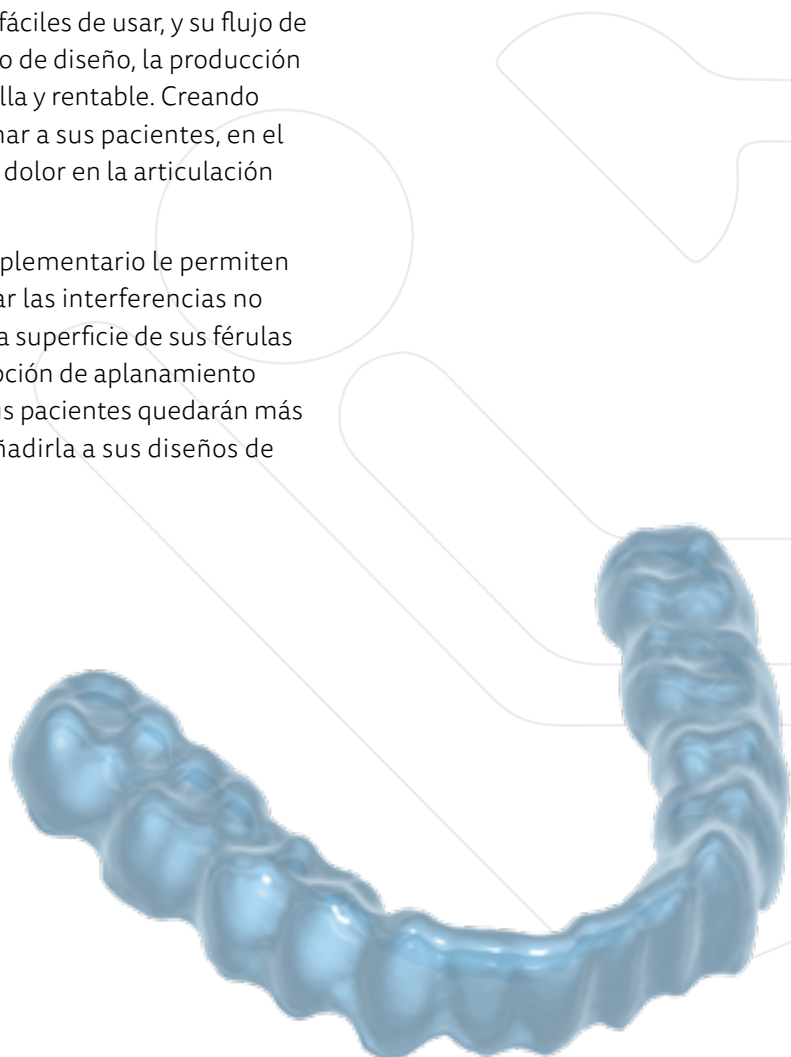 fáciles de usar, y su flujo de
o de diseño, la producción
lla y rentable. Creando
nar a sus pacientes, en el
dolor en la articulación
plementario le permiten
ar las interferencias no
a superficie de sus férulas
pción de aplanamiento
us pacientes quedarán más
ñadirla a sus diseños de